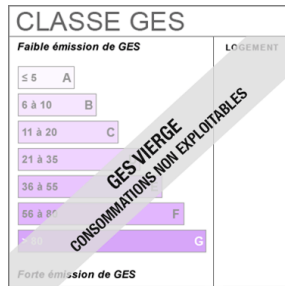 CLASSE GES
Faible émission de GES
LOGEMENT
≤ 5 A
6 à 10 B
11 à 20 C
21 à 35
36 à 55
56 à 80 F
G
GES VIERGE
CONSOMMATIONS NON EXPLOITABLES
Forte émission de GES